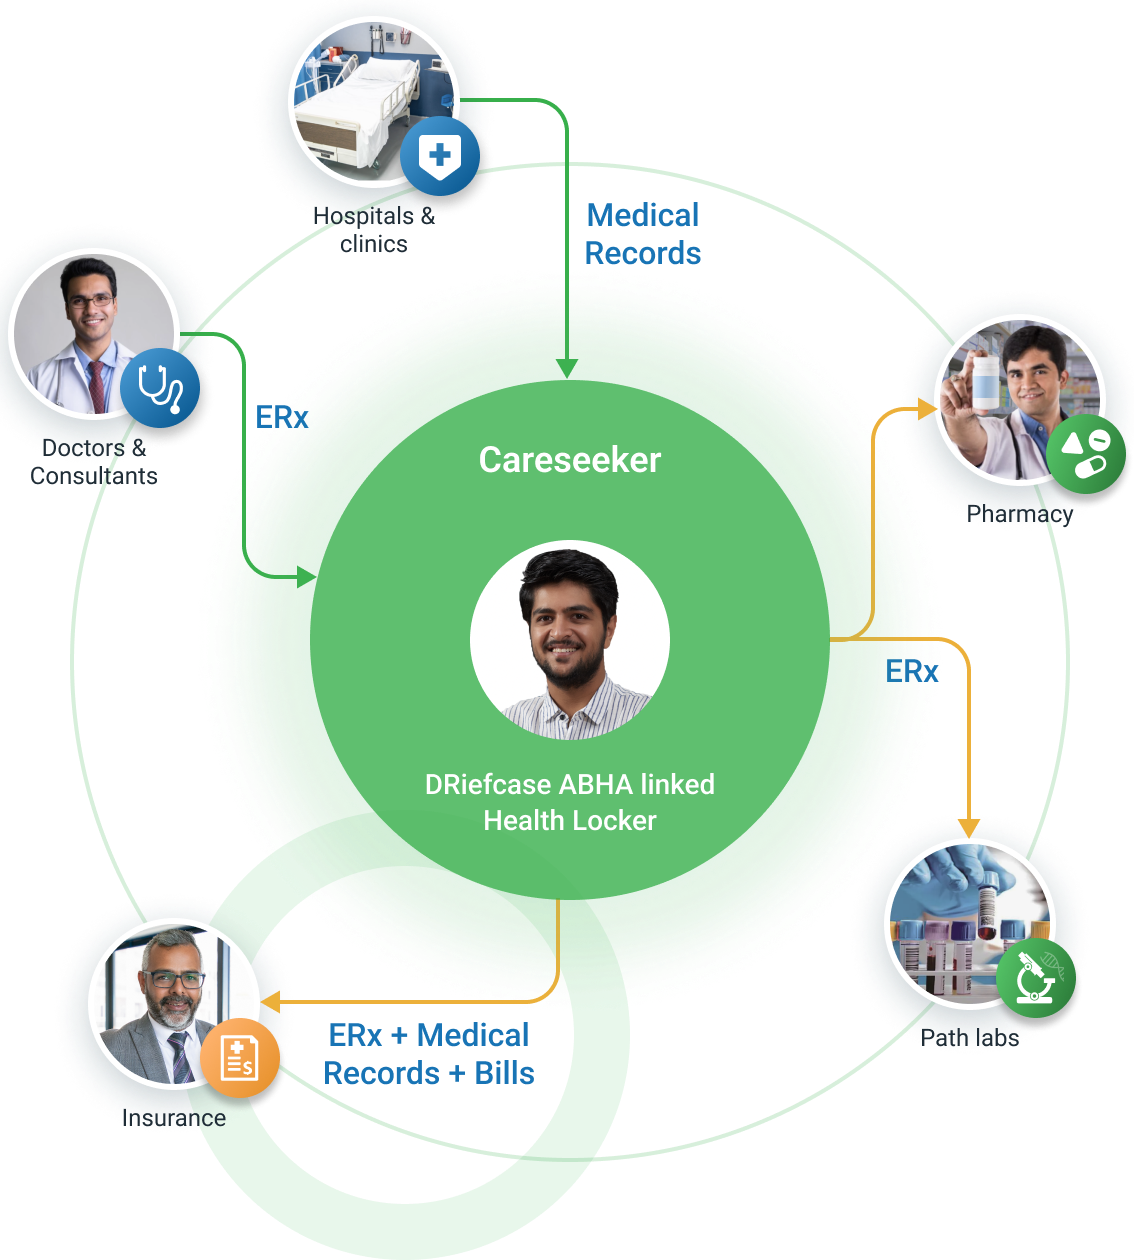 Hospitals &
clinics
Medical
Records
Doctors &
Consultants
ERx
Careseeker
DRiefcase ABHA linked
Health Locker
Pharmacy
ERx
Path labs
ERx + Medical
Records + Bills
Insurance
S